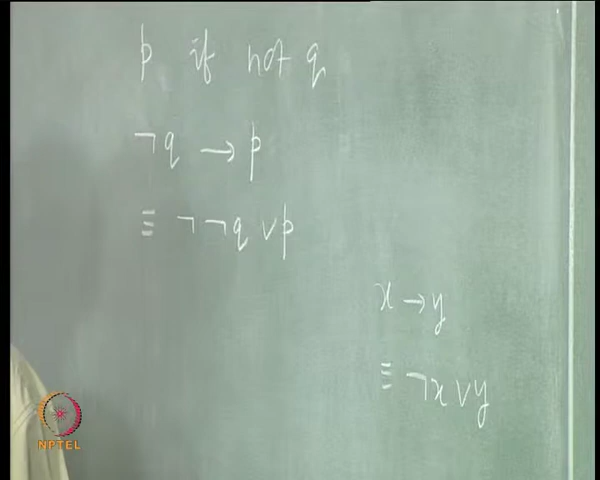 p if not q
¬q → p
≡ ¬¬q ∨ p
x → y
≡ ¬x ∨ y
NPTEL